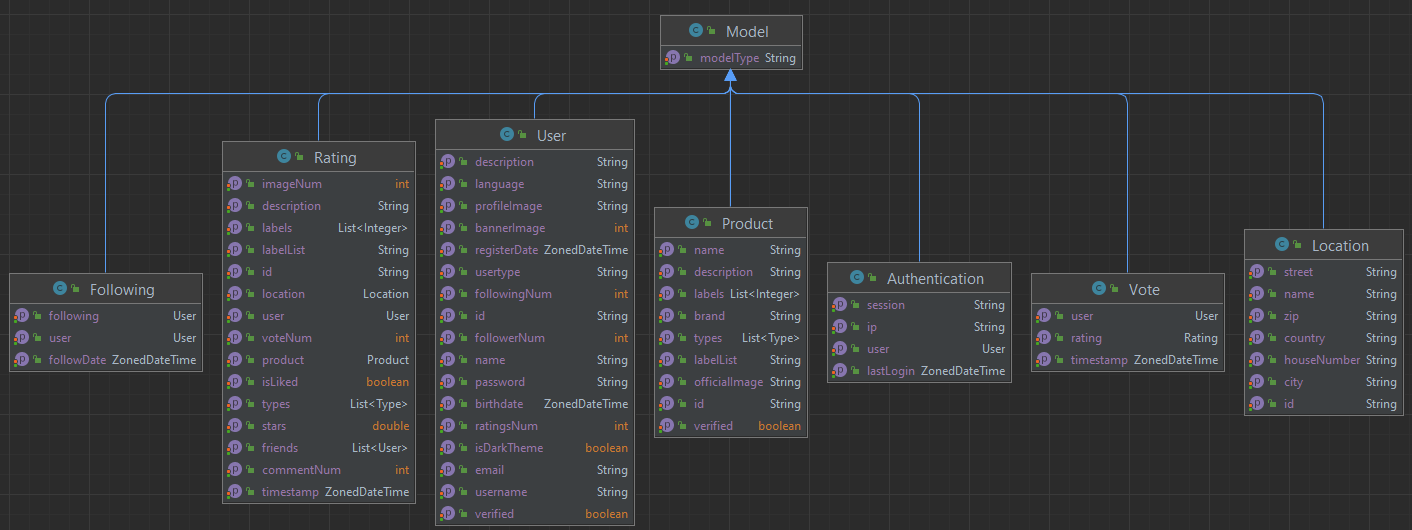 Model
modelType String
Following
following User
user User
followDate ZonedDateTime
Rating
imageNum int
description String
labels List<Integer>
labelList String
id String
location Location
user User
voteNum int
product Product
isLiked boolean
types List<Type>
stars double
friends List<User>
commentNum int
timestamp ZonedDateTime
User
description String
language String
profileImage String
bannerImage int
registerDate ZonedDateTime
usertype String
followingNum int
id String
followerNum int
name String
password String
birthdate ZonedDateTime
ratingsNum int
isDarkTheme boolean
email String
username String
verified boolean
Product
name String
description String
labels List<Integer>
brand String
types List<Type>
labelList String
officialImage String
id String
verified boolean
Authentication
session String
ip String
user User
lastLogin ZonedDateTime
Vote
user User
rating Rating
timestamp ZonedDateTime
Location
street String
name String
zip String
country String
houseNumber String
city String
id String